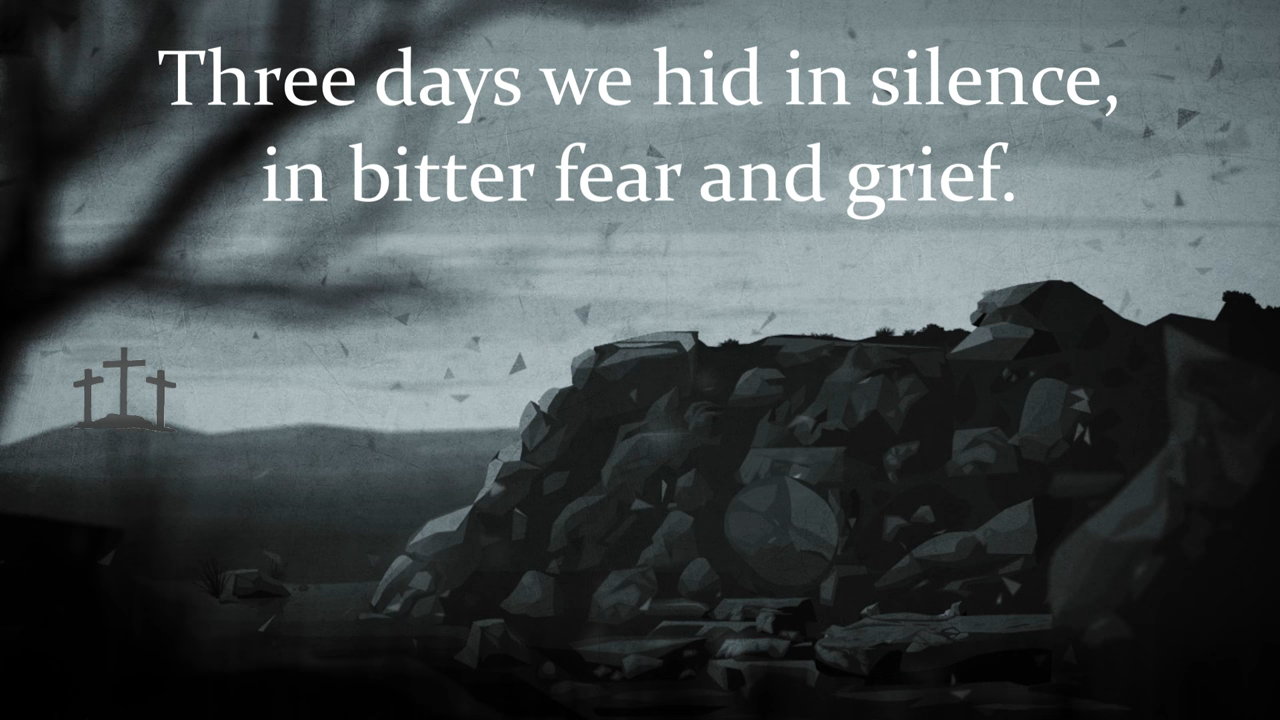 Three days we hid in silence,
in bitter fear and grief.